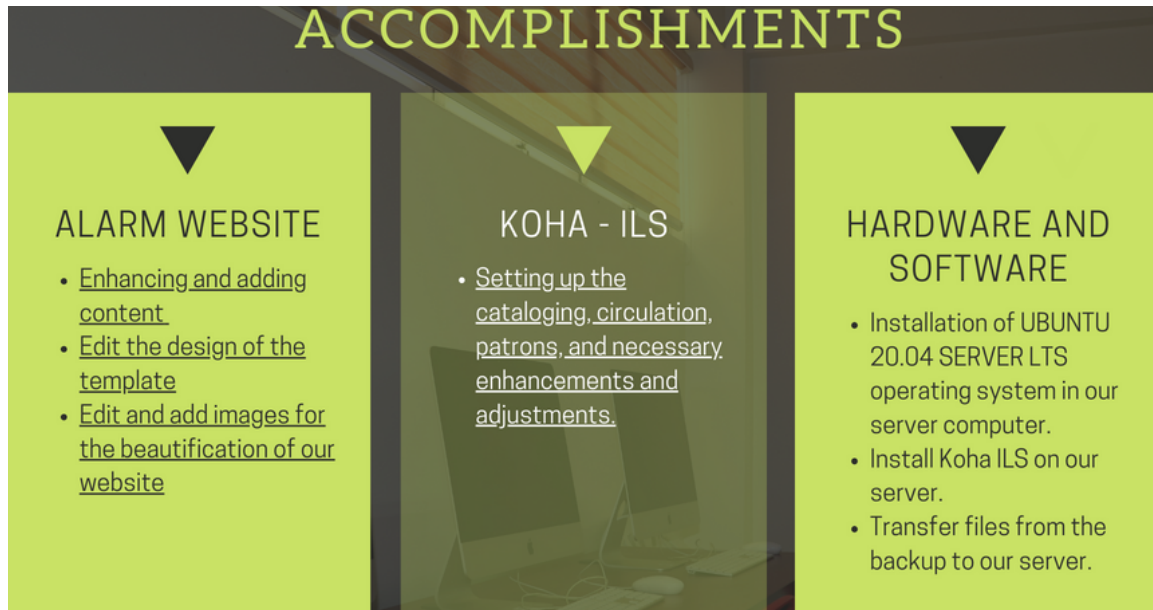 ACCOMPLISHMENTS
ALARM WEBSITE
• Enhancing and adding
content
• Edit the design of the
template
• Edit and add images for
the beautification of our
website
KOHA - ILS
• Setting up the
cataloging, circulation,
patrons, and necessary
enhancements and
adjustments.
HARDWARE AND
SOFTWARE
• Installation of UBUNTU
20.04 SERVER LTS
operating system in our
server computer.
• Install Koha ILS on our
server.
• Transfer files from the
backup to our server.